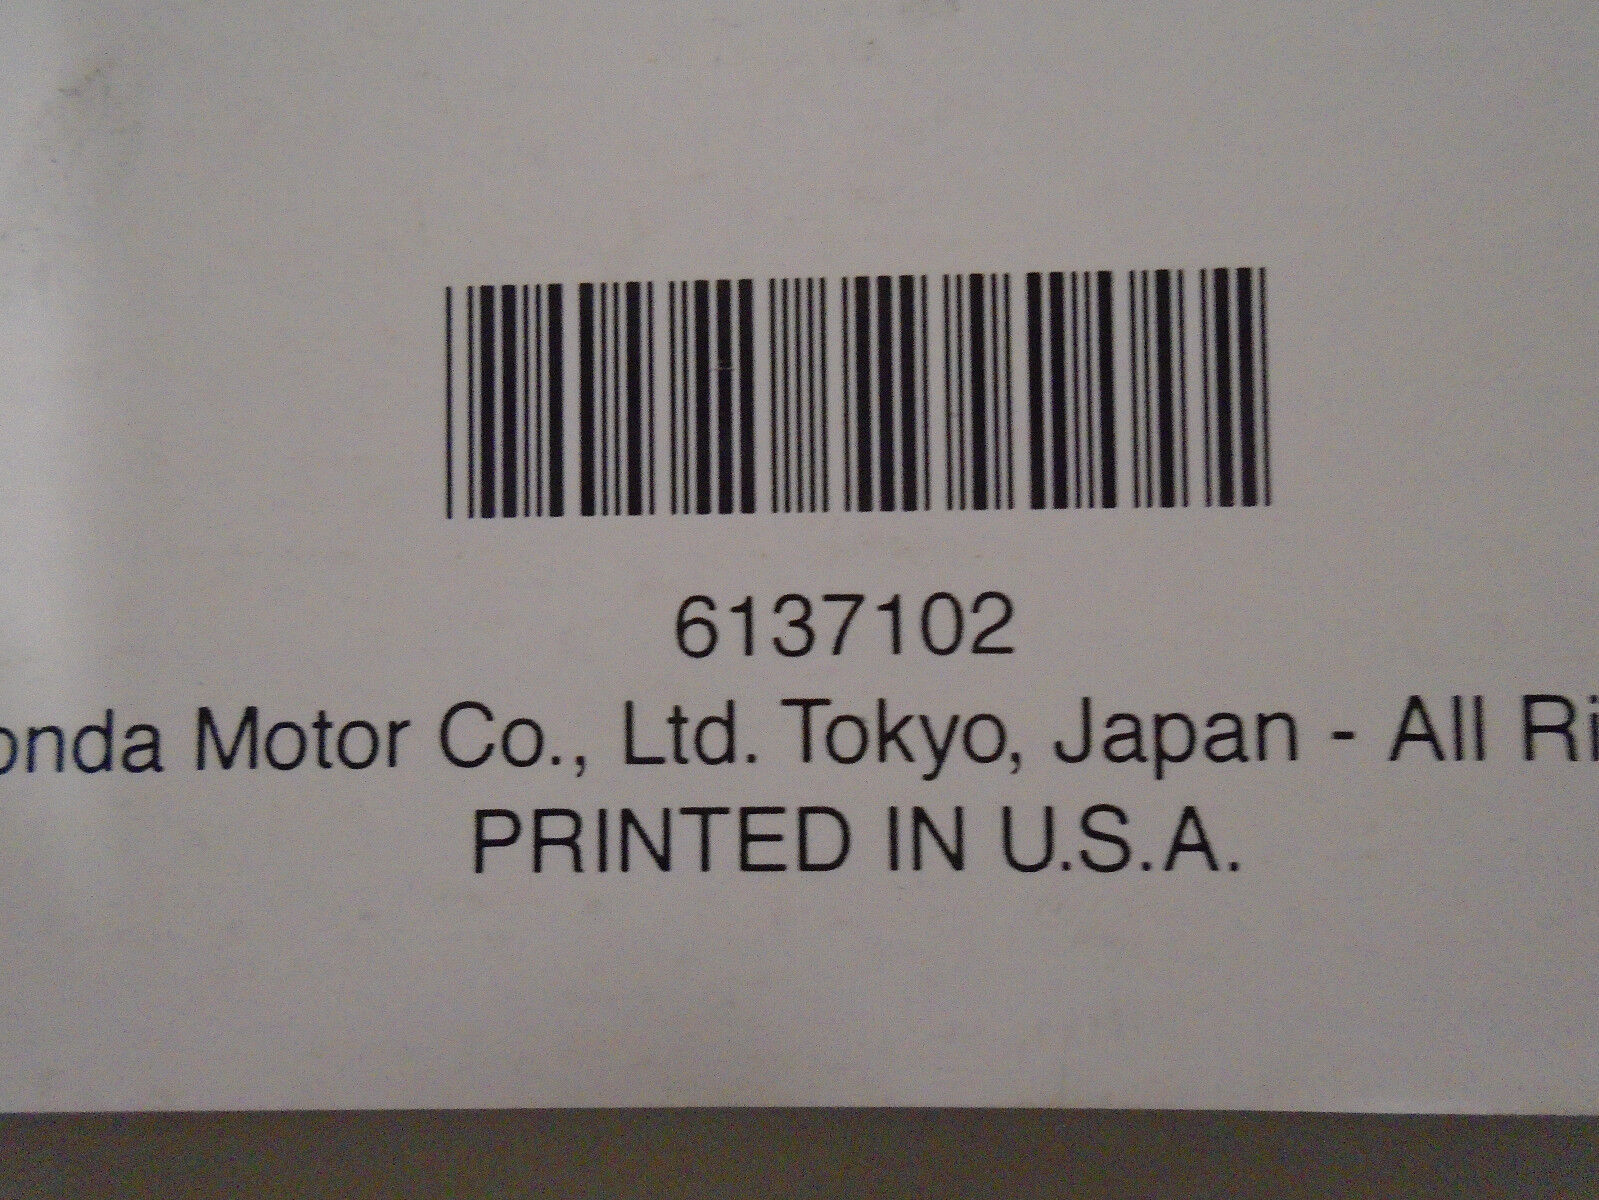 6137102
onda Motor Co., Ltd. Tokyo, Japan - All Ri
PRINTED IN U.S.A.